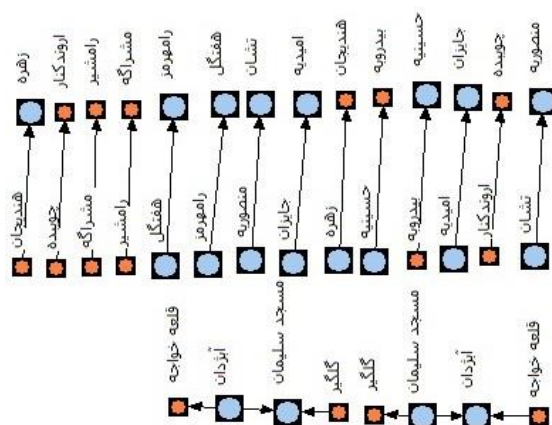 زهره
اروندکنار
رامشیر
مشراگه
رامهرمز
هفتگل
تشان
امیدیه
هندیجان
بیدروبه
حسینیه
جایزان
چویبده
منصوریه
هندیجان
چویبده
مشراگه
رامشیر
هفتگل
رامهرمز
منصوریه
جایزان
زهره
حسینیه
بیدروبه
امیدیه
اروندکنار
تشان
قلعه خواجه
آبژدان
مسجد سلیمان
گلگیر
گلگیر
مسجد سلیمان
آبژدان
قلعه خواجه